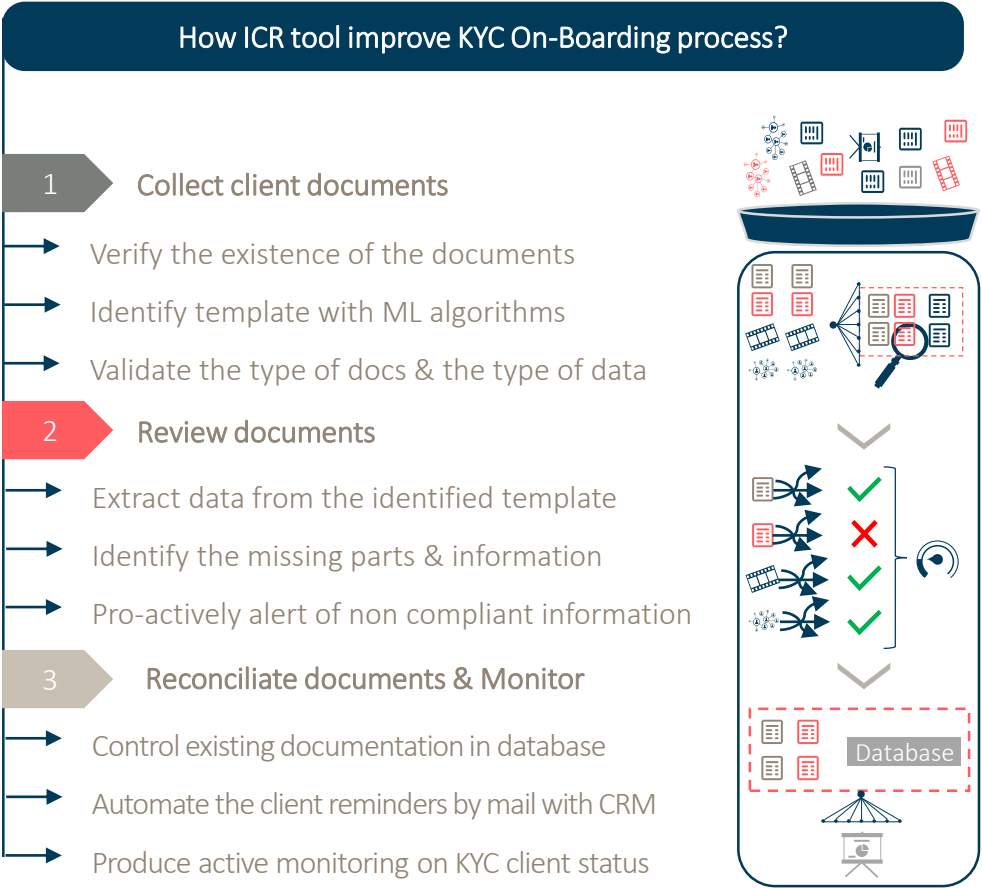 How ICR tool improve KYC On-Boarding process?
1
Collect client documents
Verify the existence of the documents
Identify template with ML algorithms
Validate the type of docs & the type of data
2
Review documents
Extract data from the identified template
Identify the missing parts & information
Pro-actively alert of non compliant information
3
Reconciliate documents & Monitor
Control existing documentation in database
Automate the client reminders by mail with CRM
Produce active monitoring on KYC client status
Database